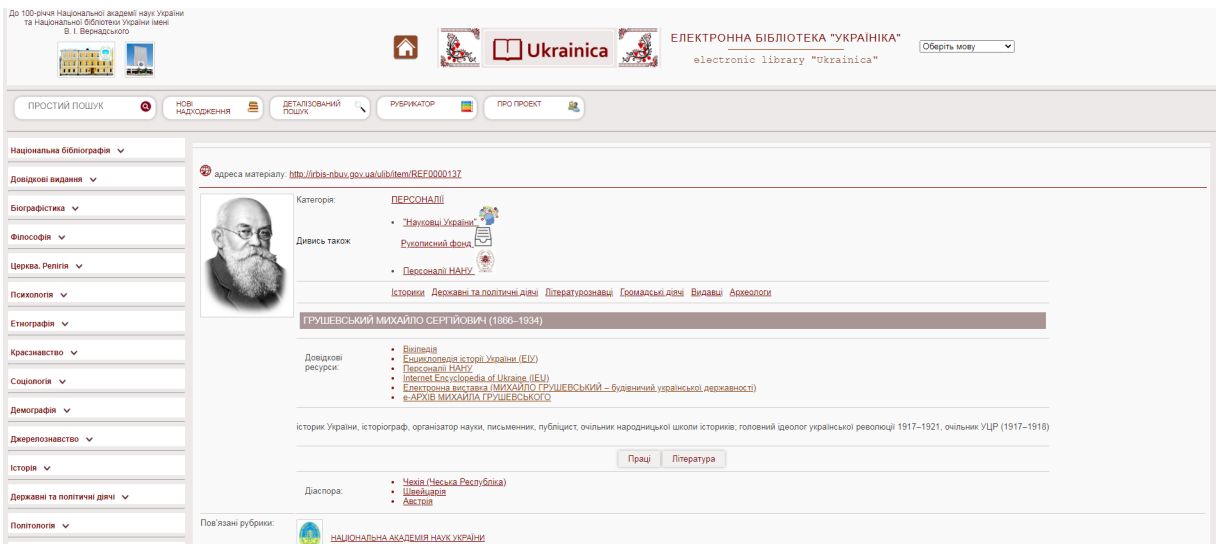 До 100-річчя Національної академії наук України
та Національної бібліотеки України імені
В. І. Вернадського
Ukrainica
ЕЛЕКТРОННА БІБЛІОТЕКА "УКРАЇНІКА"
electronic library "Ukrainica"
Оберіть мову
ПРОСТИЙ ПОШУК
НОВІ
НАДХОДЖЕННЯ
ДЕТАЛІЗОВАНИЙ
ПОШУК
РУБРИКАТОР
ПРО ПРОЕКТ
Національна бібліографія
Довідкові видання
Біографістика
Філософія
Церква. Релігія
Психологія
Етнографія
Краєзнавство
Соціологія
Демографія
Джерелознавство
Історія
Державні та політичні діячі
Політологія
адреса матеріалу: http://irbis-nbuv.gov.ua/ulib/item/REF0000137
Категорія:
ПЕРСОНАЛІЇ
Дивись також
"Науковці України"
Рукописний фонд
Персоналії НАНУ
Історики Державні та політичні діячі Літературознавці Громадські діячі Видавці Археологи
ГРУШЕВСЬКИЙ МИХАЙЛО СЕРГІЙОВИЧ (1866–1934)
Довідкові
ресурси:
Вікіпедія
Енциклопедія історії України (ЕІУ)
Персоналії НАНУ
Internet Encyclopedia of Ukraine (IEU)
Електронна виставка (МИХАЙЛО ГРУШЕВСЬКИЙ – будівничий української державності)
е-АРХІВ МИХАЙЛА ГРУШЕВСЬКОГО
історик України, історіограф, організатор науки, письменник, публіцист, очільник народницької школи істориків; головний ідеолог української революції 1917–1921, очільник УЦР (1917–1918)
Праці Література
Діаспора:
Чехія (Чеська Республіка)
Швейцарія
Австрія
Пов'язані рубрики:
НАЦІОНАЛЬНА АКАДЕМІЯ НАУК УКРАЇНИ